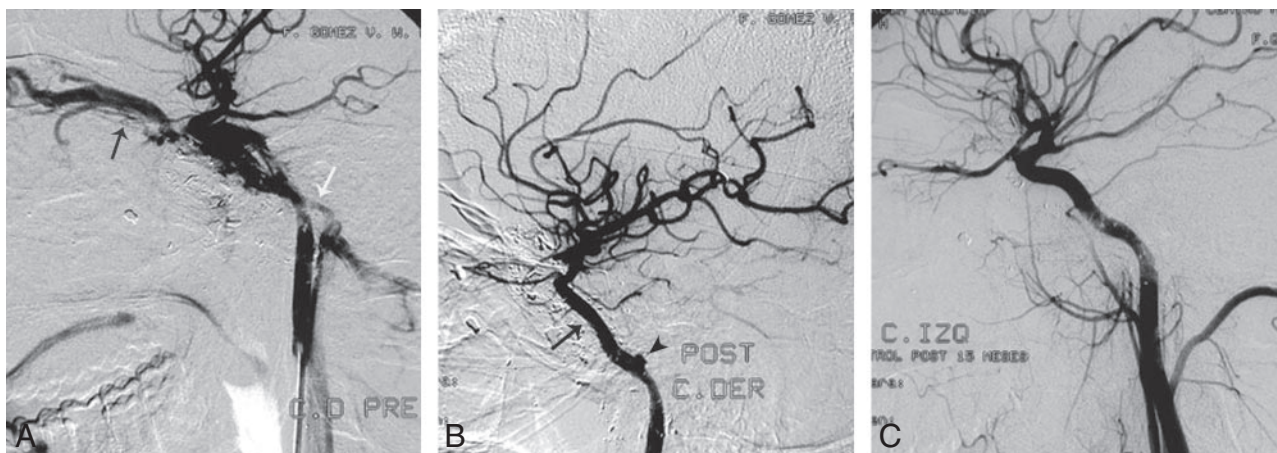 F. GOMEZ V. W.
C.D PRE
A
F. GOMEZ V.
POST
C.DER
B
F.G
C.IZQ
TROL POST 15 MESES
C